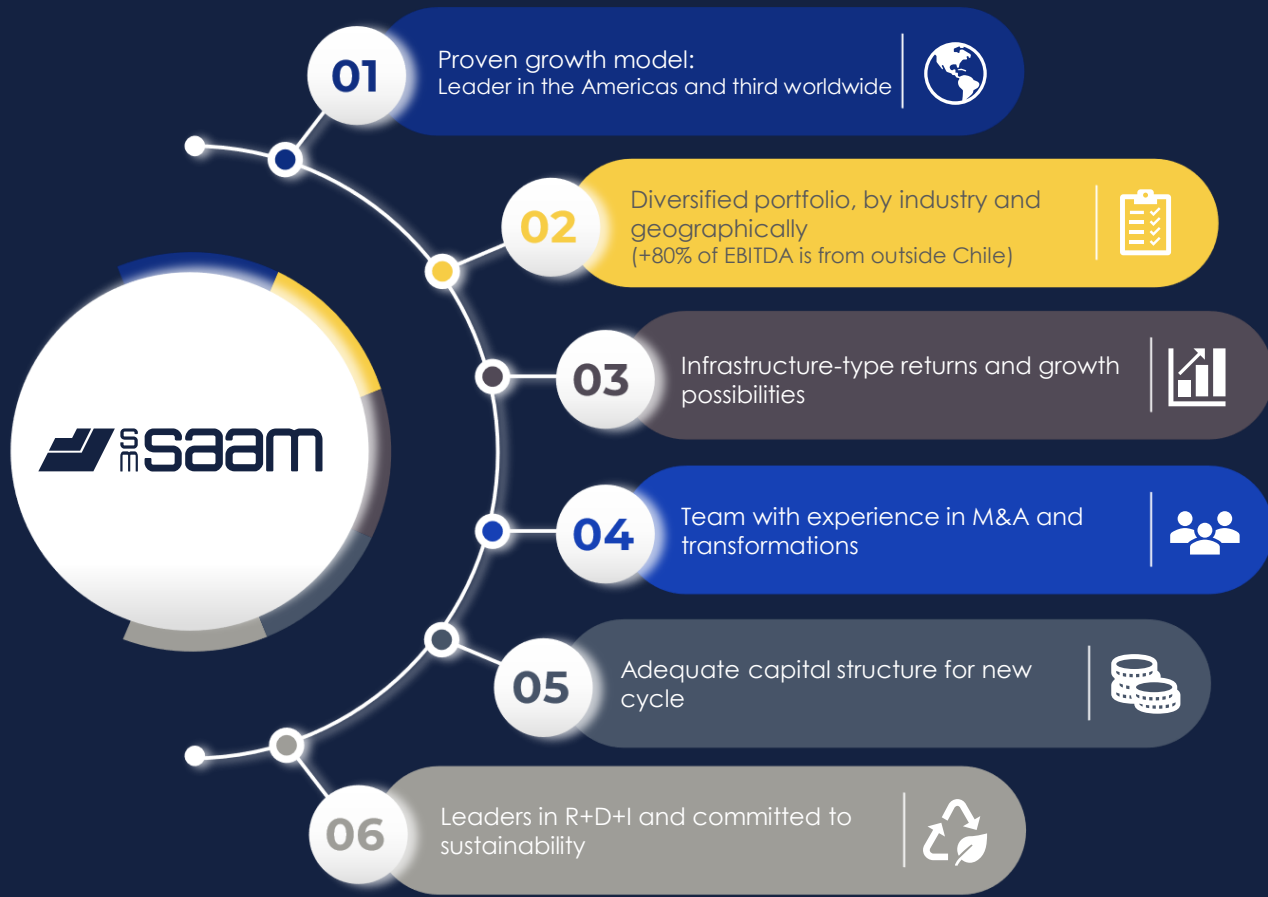 01
Proven growth model:
Leader in the Americas and third worldwide
02
Diversified portfolio, by industry and
geographically
(+80% of EBITDA is from outside Chile)
SM
saam
03
Infrastructure-type returns and growth
possibilities
04
Team with experience in M&A and
transformations
05
Adequate capital structure for new
cycle
06
Leaders in R+D+I and committed to
sustainability